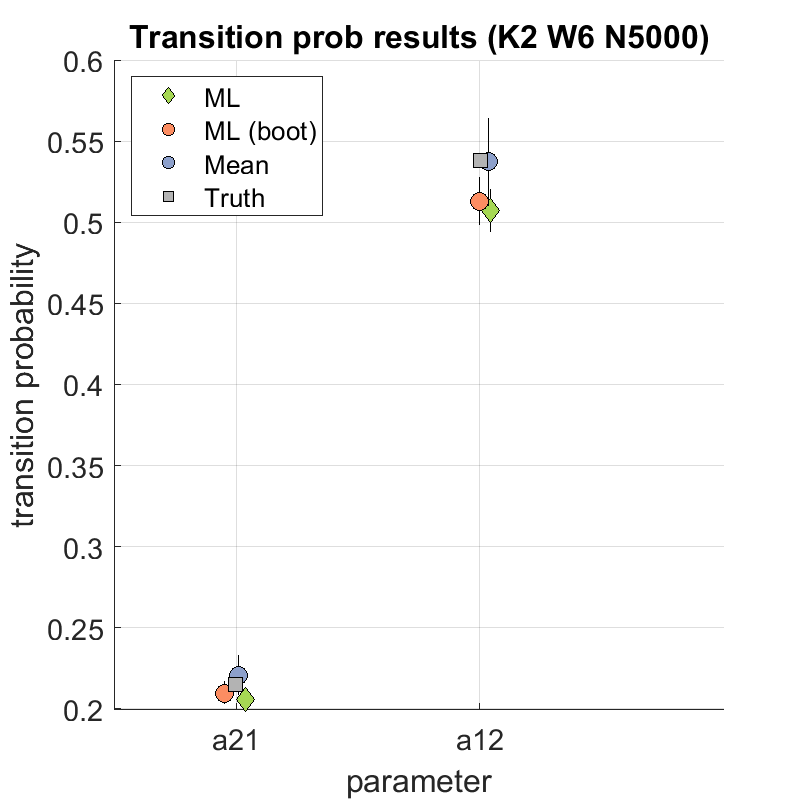 Transition prob results (K2 W6 N5000)
ML
ML (boot)
Mean
Truth
0.6
0.55
0.5
0.45
0.4
0.35
0.3
0.25
0.2
transition probability
a21 a12
parameter